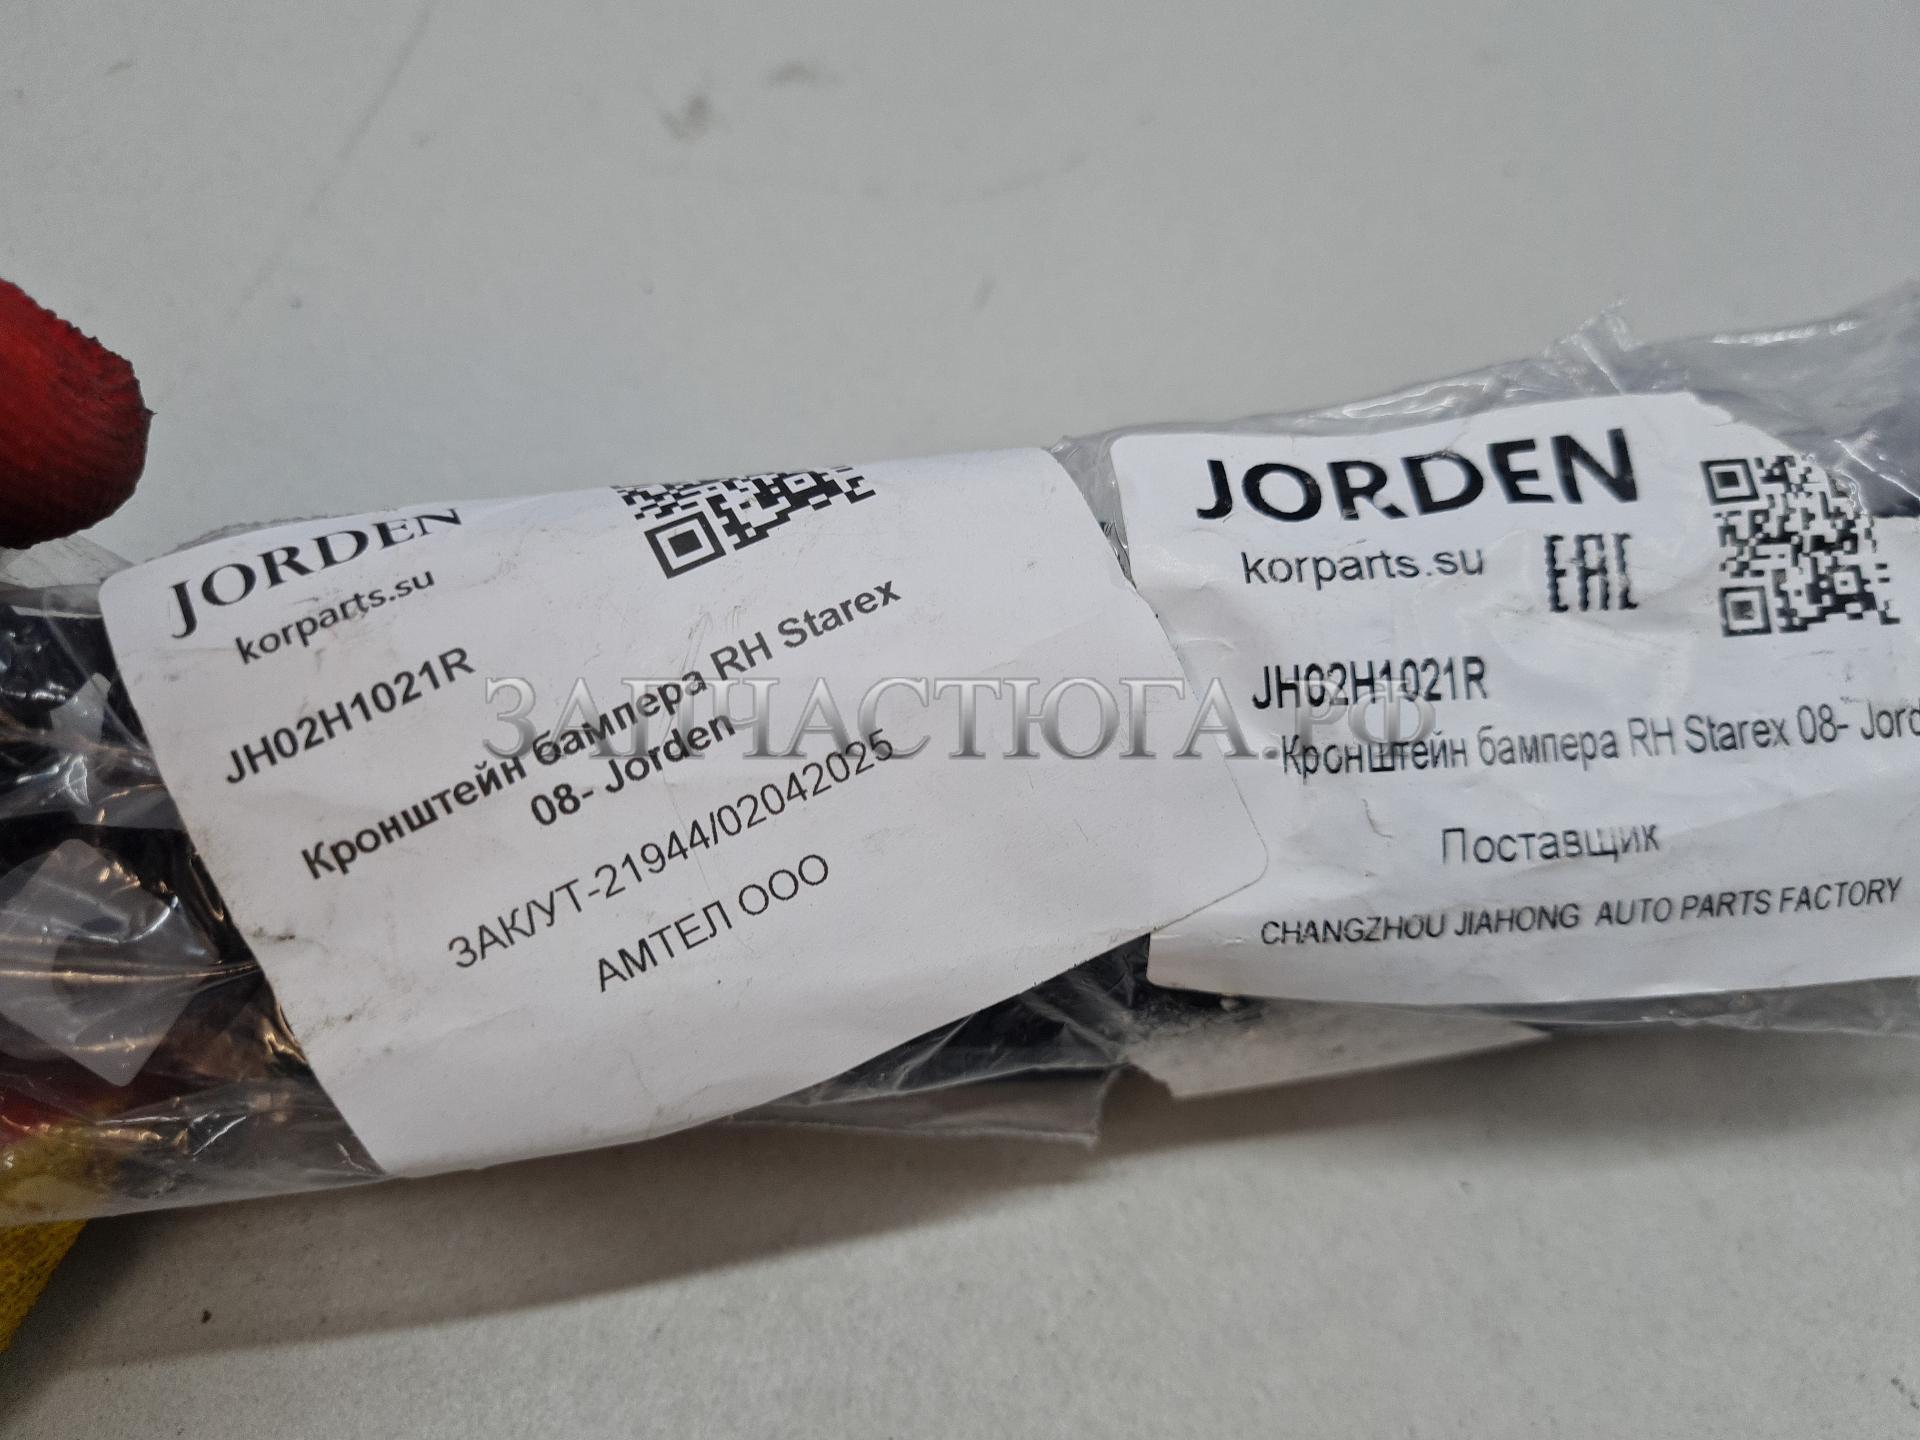 JORDEN
korparts.su
JH02H1021R
Кронштейн бампера RH Starex
08- Jorden
ЗАК/УТ-21944/02042025
АМТЕЛ ООО
JORDEN
korparts.su
EAC
JH02H1021R
Кронштейн бампера RH Starex 08- Jord
Поставщик
CHANGZHOU JIAHONG AUTO PARTS FACTORY
ЗАПЧАСТЮГА.РФ